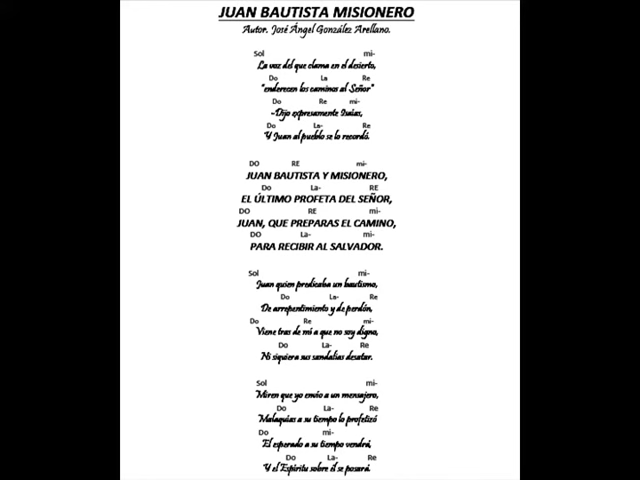 JUAN BAUTISTA MISIONERO
Autor. José Ángel González Arellano.
Sol mi-
La voz del que clama en el desierto,
Do La Re
"enderecen los caminos al Señor"
Do Re mi-
-Dijo expresamente Isaías,
Do La- Re
Y Juan al pueblo se lo recordó.
DO RE mi-
JUAN BAUTISTA Y MISIONERO,
Do La- RE
EL ÚLTIMO PROFETA DEL SEÑOR,
DO RE mi-
JUAN, QUE PREPARAS EL CAMINO,
DO La- mi-
PARA RECIBIR AL SALVADOR.
Sol mi-
Juan quien predicaba un bautismo,
Do La- Re
De arrepentimiento y de perdón,
Do Re mi-
Viene tras de mí a que no soy digno,
Do La- Re
Ni siquiera sus sandalias desatar.
Sol mi-
Miren que yo envío a un mensajero,
Do La- Re
Malaquías a su tiempo lo profetizó
Do mi-
El esperado a su tiempo vendrá,
Do La- Re
Y el Espíritu sobre él se posará.